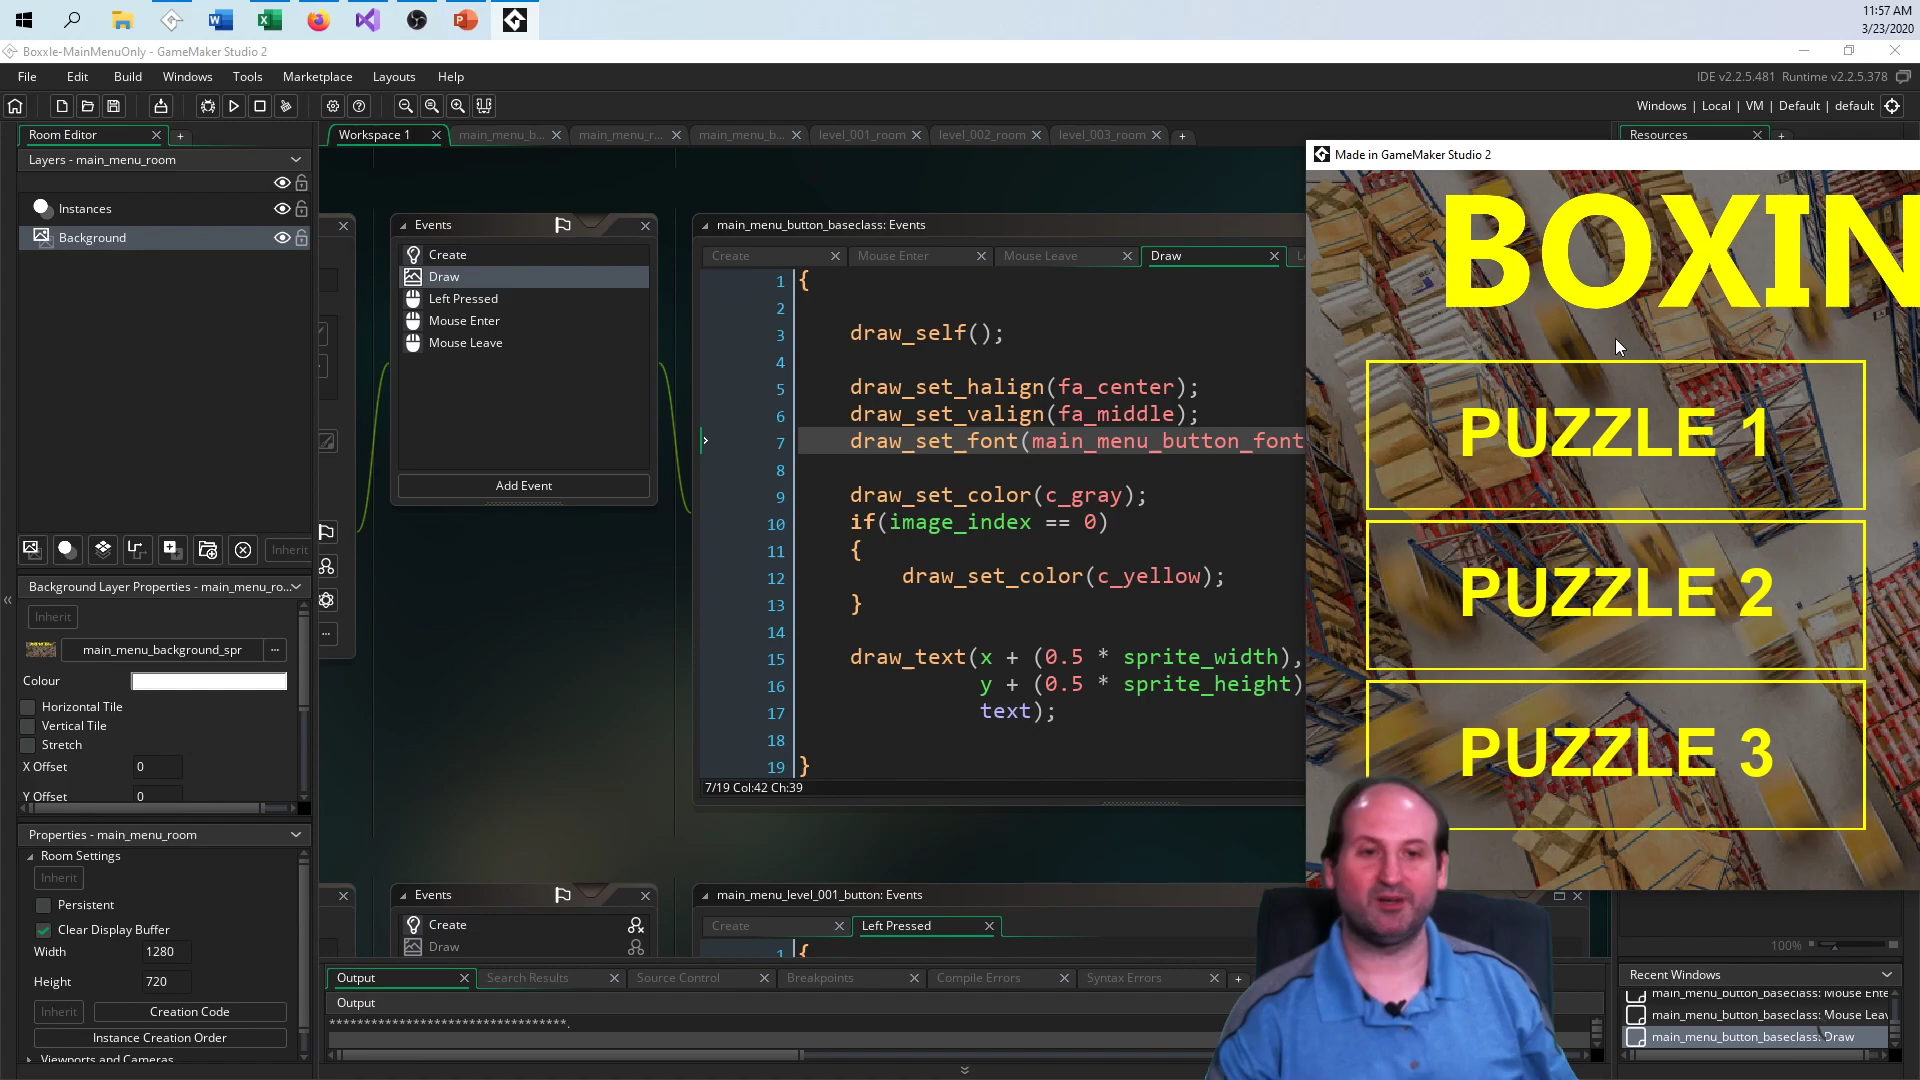 11:57 AM
3/23/2020
Boxxle-MainMenuOnly - GameMaker Studio 2
File Edit Build Windows Tools Marketplace Layouts Help
IDE v2.2.5.481 Runtime v2.2.5.378
Windows | Local | VM | Default | default
Room Editor
Workspace 1
main_menu_b...
main_menu_r...
main_menu_b...
level_001_room
level_002_room
level_003_room
Resources
Layers - main_menu_room
Instances
Background
Inherit
Background Layer Properties - main_menu_ro...
Inherit
main_menu_background_spr
Colour
Horizontal Tile
Vertical Tile
Stretch
X Offset 0
Y Offset 0
Properties - main_menu_room
Room Settings
Inherit
Persistent
Clear Display Buffer
Width 1280
Height 720
Inherit Creation Code
Instance Creation Order
Viewports and Cameras
Events
Create
Draw
Left Pressed
Mouse Enter
Mouse Leave
Add Event
main_menu_button_baseclass: Events
Create Mouse Enter Mouse Leave Draw
1 {
2
3 draw_self();
4
5 draw_set_halign(fa_center);
6 draw_set_valign(fa_middle);
7 draw_set_font(main_menu_button_font
8
9 draw_set_color(c_gray);
10 if(image_index == 0)
11 {
12 draw_set_color(c_yellow);
13 }
14
15 draw_text(x + (0.5 * sprite_width),
16 y + (0.5 * sprite_height)
17 text);
18
19 }
7/19 Col:42 Ch:39
Events
Create
Draw
main_menu_level_001_button: Events
Create Left Pressed
1 {
Output Search Results Source Control Breakpoints Compile Errors Syntax Errors
Output
***********************************.
Made in GameMaker Studio 2
BOXIN
PUZZLE 1
PUZZLE 2
PUZZLE 3
100%
Recent Windows
main_menu_button_baseclass: Mouse Ente
main_menu_button_baseclass: Mouse Leav
main_menu_button_baseclass: Draw